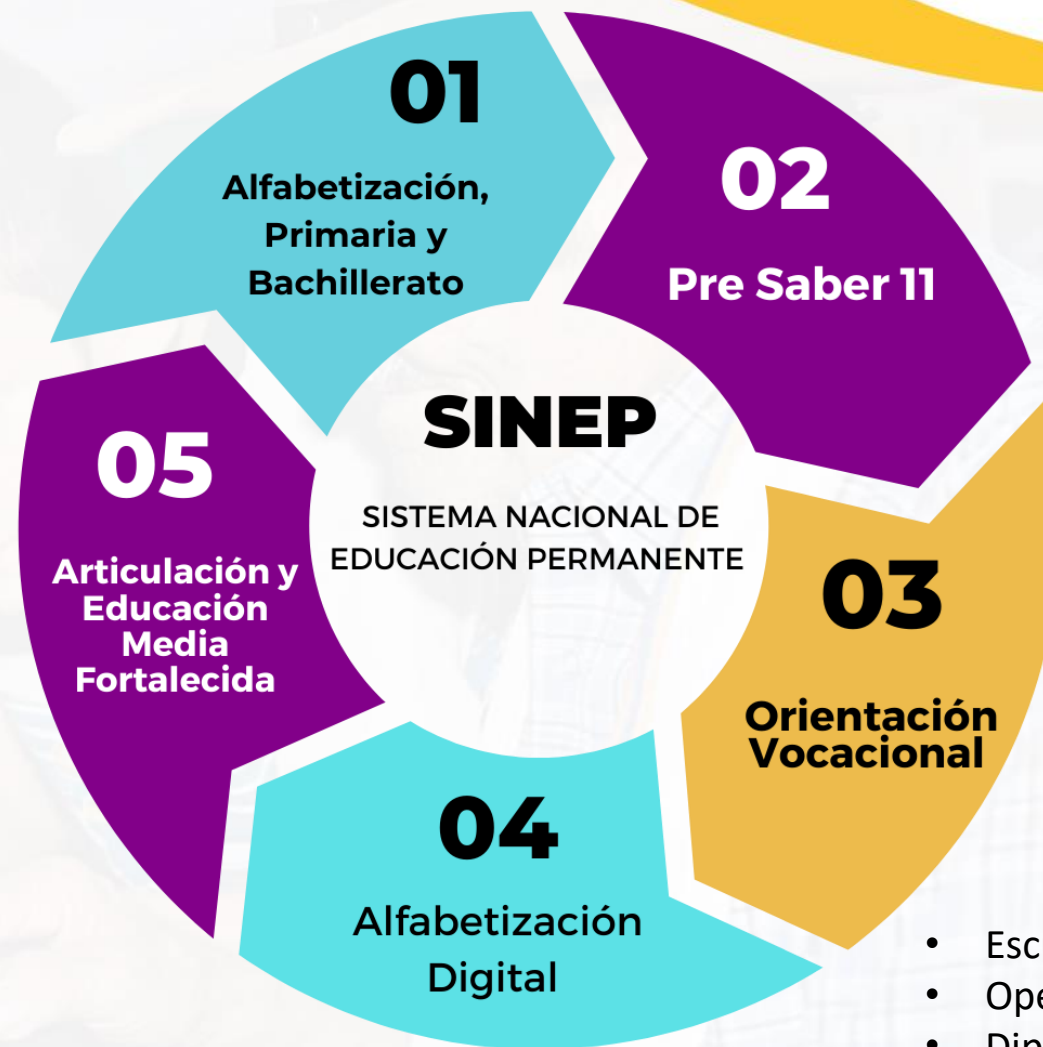 01
Alfabetización,
Primaria y
Bachillerato
02
Pre Saber 11
SINEP
SISTEMA NACIONAL DE
EDUCACIÓN PERMANENTE
03
Orientación
Vocacional
04
Alfabetización
Digital
05
Articulación y
Educación
Media
Fortalecida